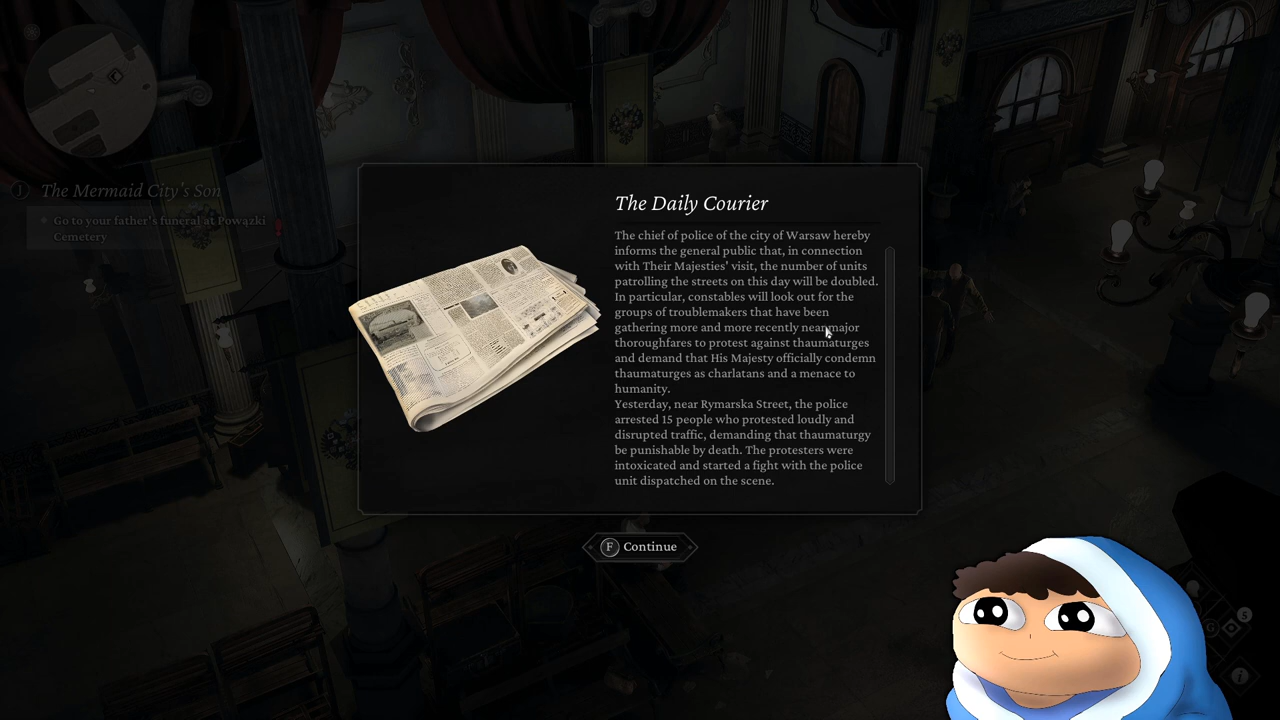 J
The Mermaid City's Son
Go to your father's funeral at Powązki
Cemetery
The Daily Courier
The chief of police of the city of Warsaw hereby
informs the general public that, in connection
with Their Majesties' visit, the number of units
patrolling the streets on this day will be doubled.
In particular, constables will look out for the
groups of troublemakers that have been
gathering more and more recently near major
thoroughfares to protest against thaumaturges
and demand that His Majesty officially condemn
thaumaturges as charlatans and a menace to
humanity.
Yesterday, near Rymarska Street, the police
arrested 15 people who protested loudly and
disrupted traffic, demanding that thaumaturgy
be punishable by death. The protesters were
intoxicated and started a fight with the police
unit dispatched on the scene.
F Continue
S
G